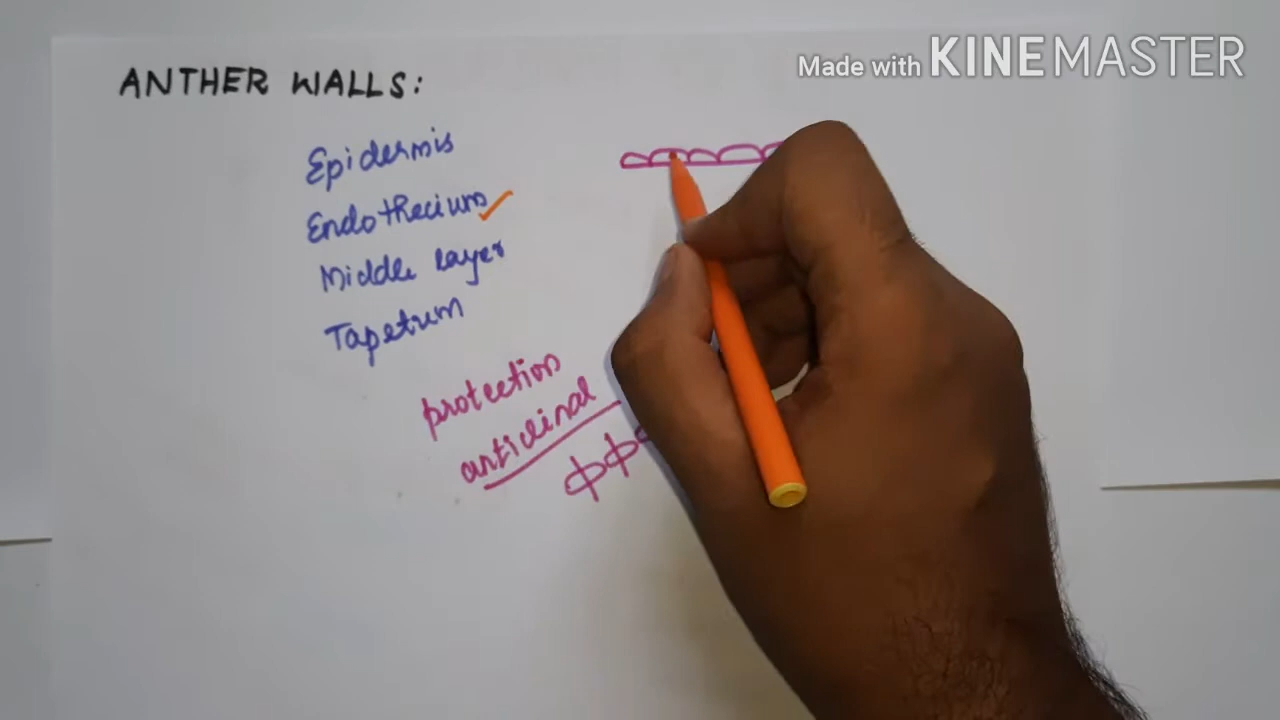 Made with KINEMASTER
ANTHER WALLS:
Epidermis
Endothecium
Middle layer
Tapetum
protection
anticlinal